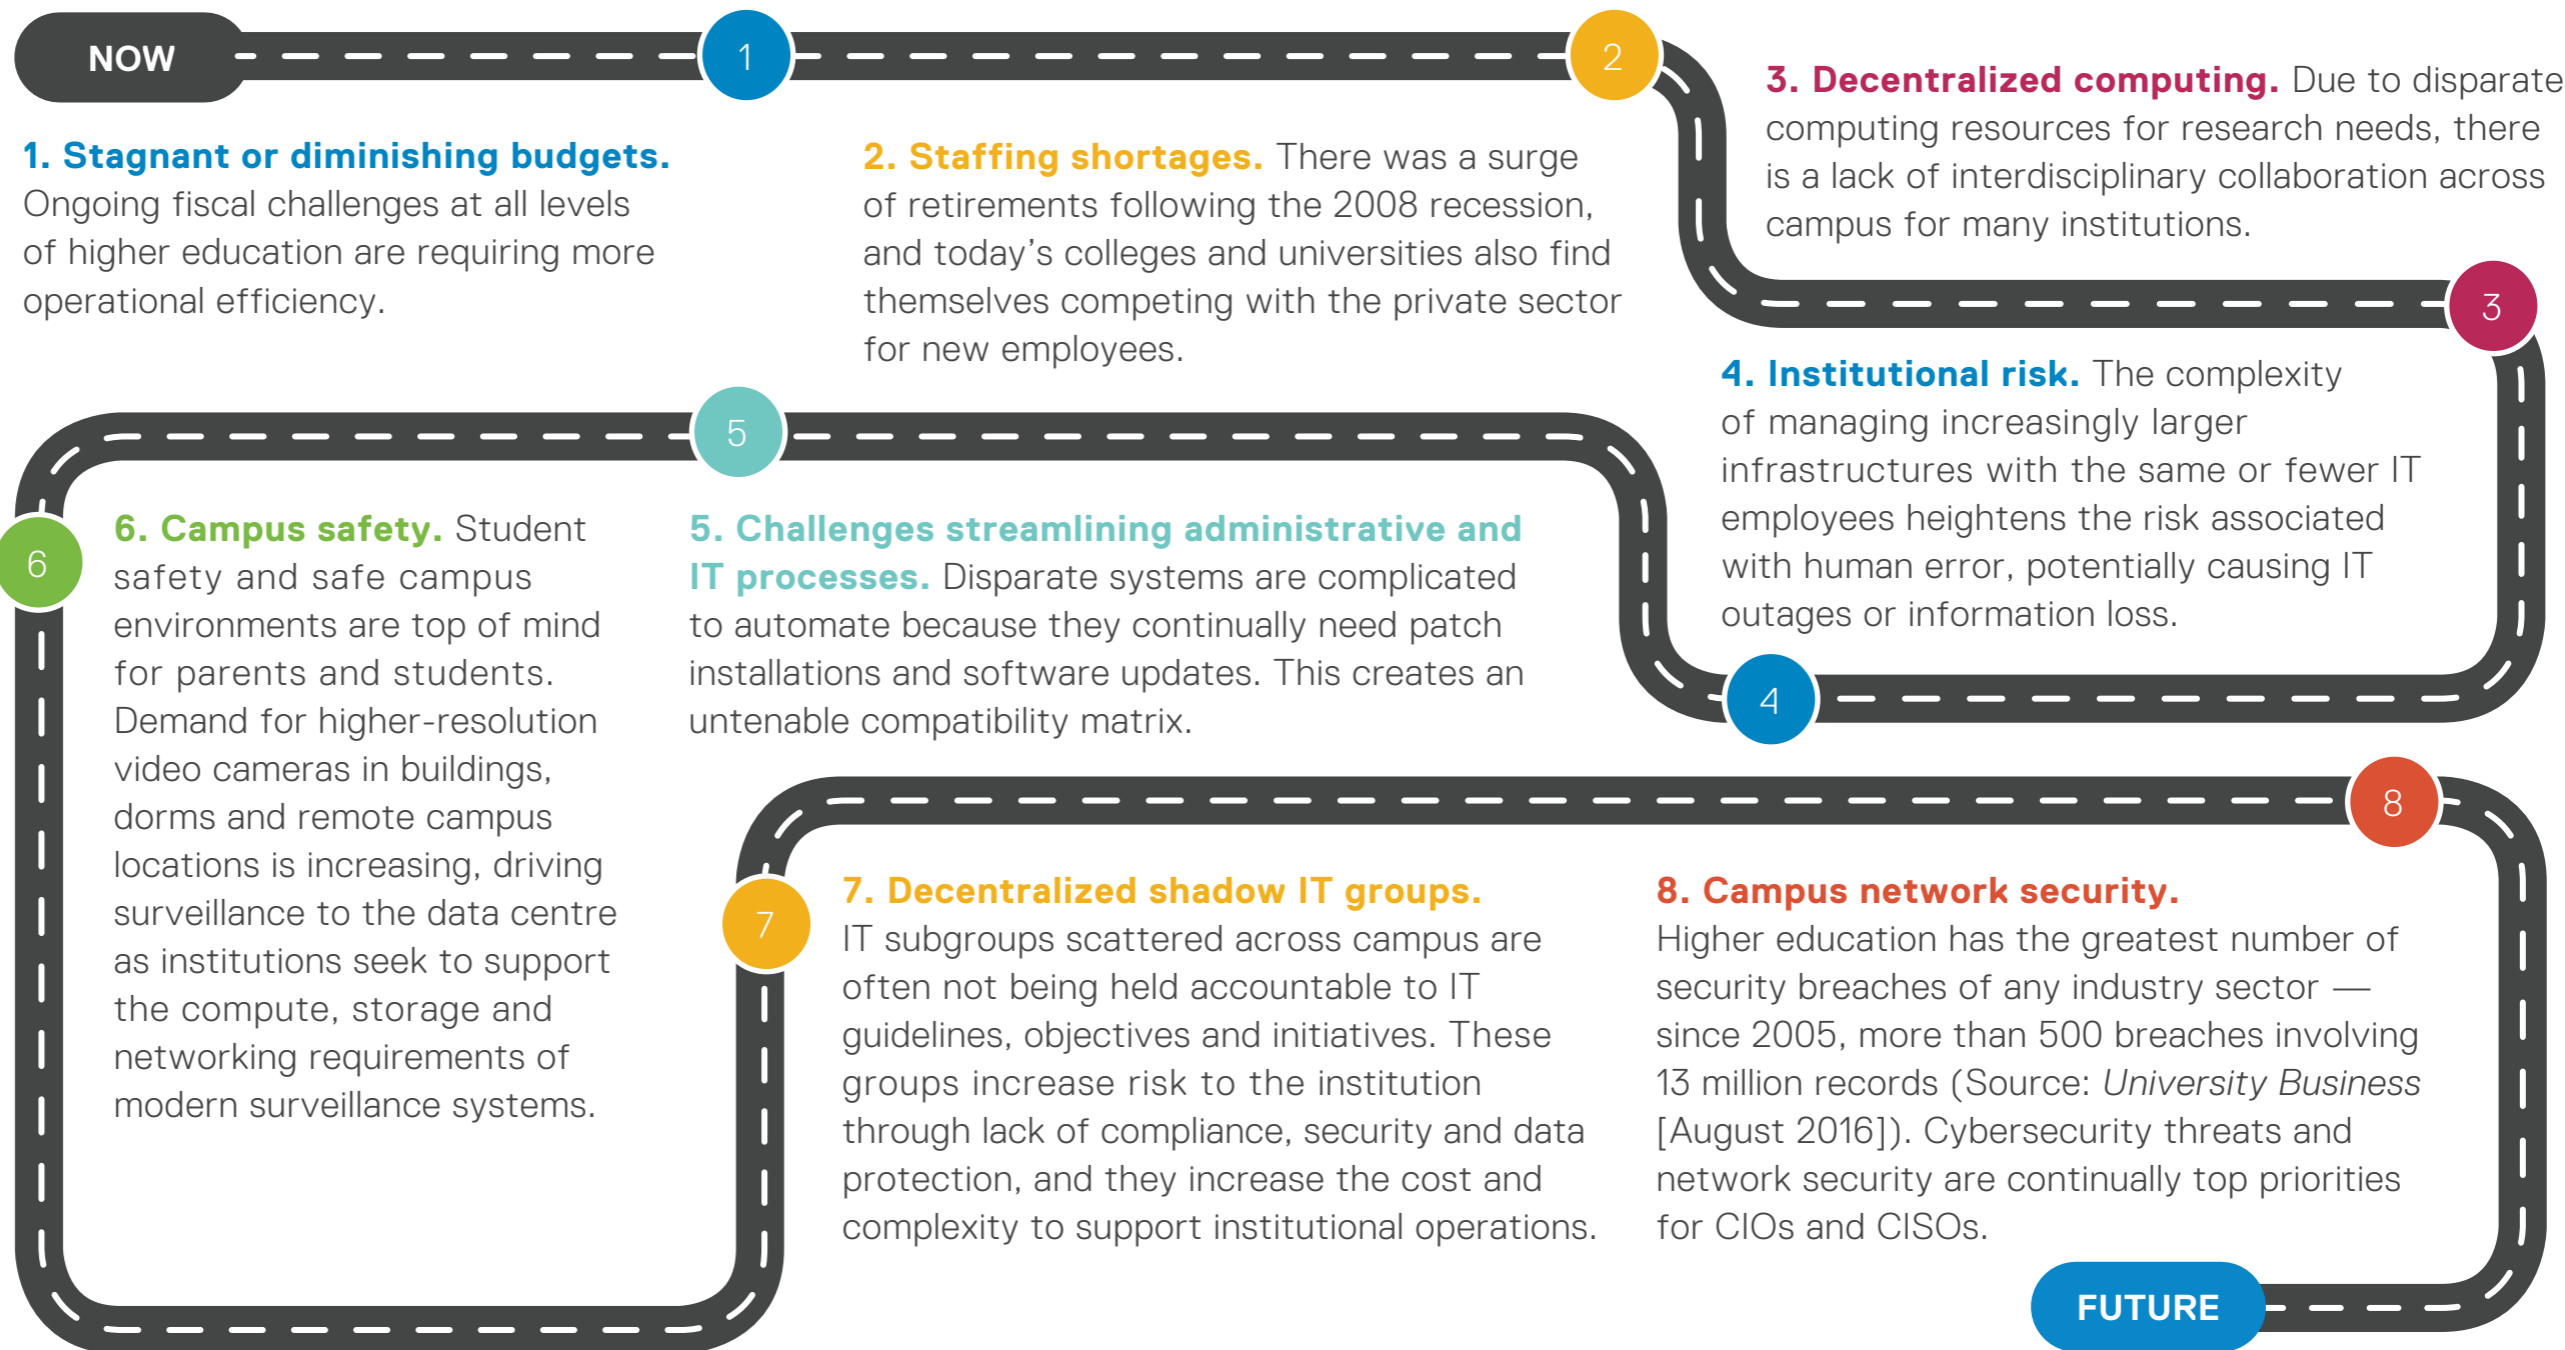 NOW
1
2
1. Stagnant or diminishing budgets.
Ongoing fiscal challenges at all levels
of higher education are requiring more
operational efficiency.
2. Staffing shortages. There was a surge
of retirements following the 2008 recession,
and today's colleges and universities also find
themselves competing with the private sector
for new employees.
3. Decentralized computing. Due to disparate
computing resources for research needs, there
is a lack of interdisciplinary collaboration across
campus for many institutions.
3
4. Institutional risk. The complexity
of managing increasingly larger
infrastructures with the same or fewer IT
employees heightens the risk associated
with human error, potentially causing IT
outages or information loss.
4
5
5. Challenges streamlining administrative and
IT processes. Disparate systems are complicated
to automate because they continually need patch
installations and software updates. This creates an
untenable compatibility matrix.
6
6. Campus safety. Student
safety and safe campus
environments are top of mind
for parents and students.
Demand for higher-resolution
video cameras in buildings,
dorms and remote campus
locations is increasing, driving
surveillance to the data centre
as institutions seek to support
the compute, storage and
networking requirements of
modern surveillance systems.
7
7. Decentralized shadow IT groups.
IT subgroups scattered across campus are
often not being held accountable to IT
guidelines, objectives and initiatives. These
groups increase risk to the institution
through lack of compliance, security and data
protection, and they increase the cost and
complexity to support institutional operations.
8
8. Campus network security.
Higher education has the greatest number of
security breaches of any industry sector —
since 2005, more than 500 breaches involving
13 million records (Source: University Business
[August 2016]). Cybersecurity threats and
network security are continually top priorities
for CIOs and CISOs.
FUTURE